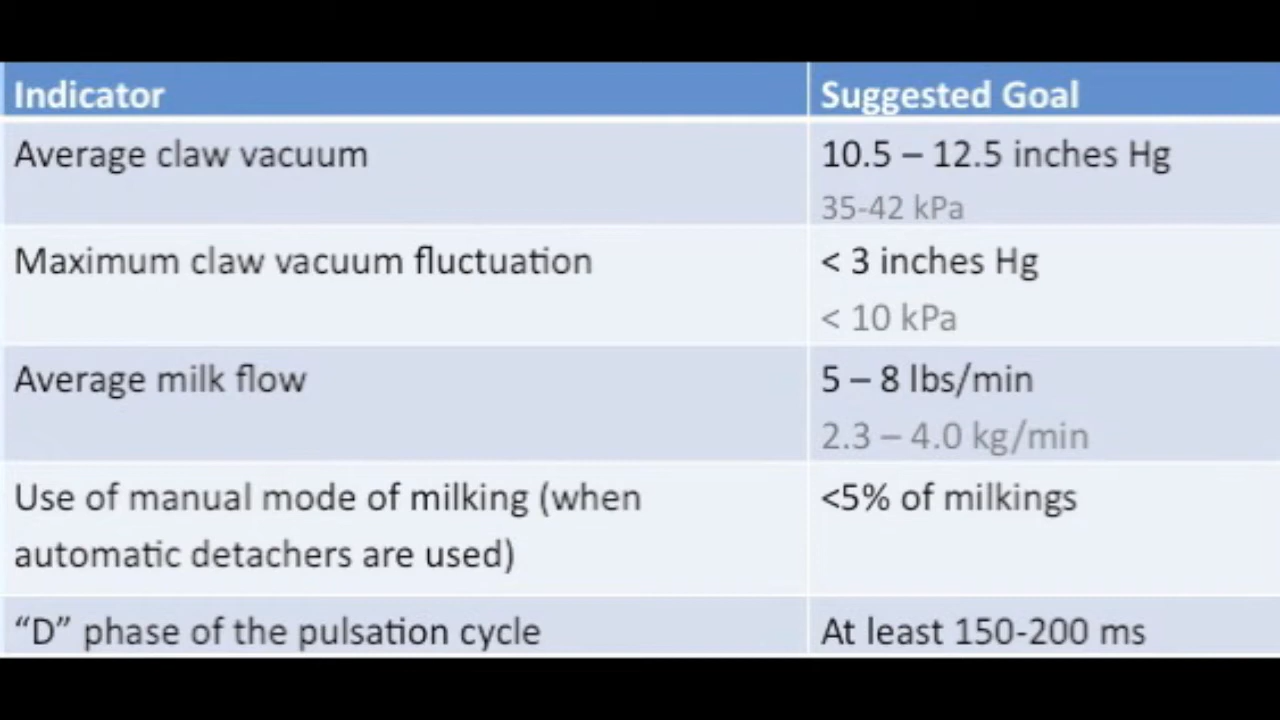 Indicator
Suggested Goal
Average claw vacuum
10.5 – 12.5 inches Hg
35-42 kPa
Maximum claw vacuum fluctuation
< 3 inches Hg
< 10 kPa
Average milk flow
5 – 8 lbs/min
2.3 – 4.0 kg/min
Use of manual mode of milking (when
automatic detachers are used)
<5% of milkings
“D” phase of the pulsation cycle
At least 150-200 ms